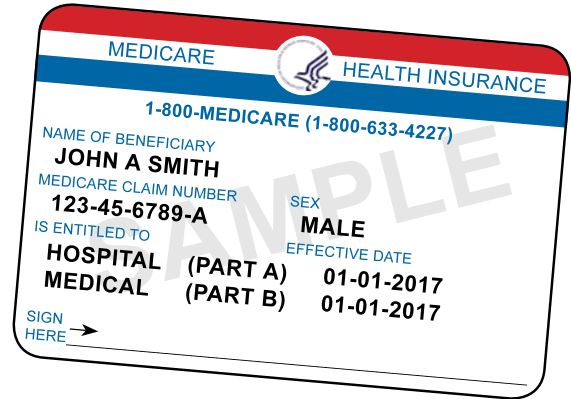 MEDICARE HEALTH INSURANCE
1-800-MEDICARE (1-800-633-4227)
NAME OF BENEFICIARY
JOHN A SMITH
MEDICARE CLAIM NUMBER SEX
123-45-6789-A MALE
IS ENTITLED TO EFFECTIVE DATE
HOSPITAL (PART A) 01-01-2017
MEDICAL (PART B) 01-01-2017
SIGN
HERE
SAMPLE